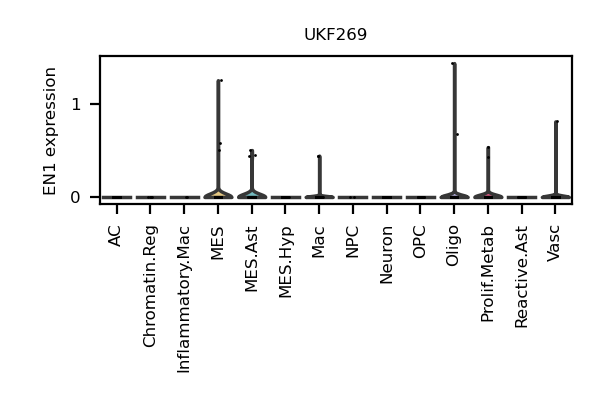 UKF269
EN1 expression
1
0
AC
Chromatin.Reg
Inflammatory.Mac
MES
MES.Ast
MES.Hyp
Mac
NPC
Neuron
OPC
Oligo
Prolif.Metab
Reactive.Ast
Vasc